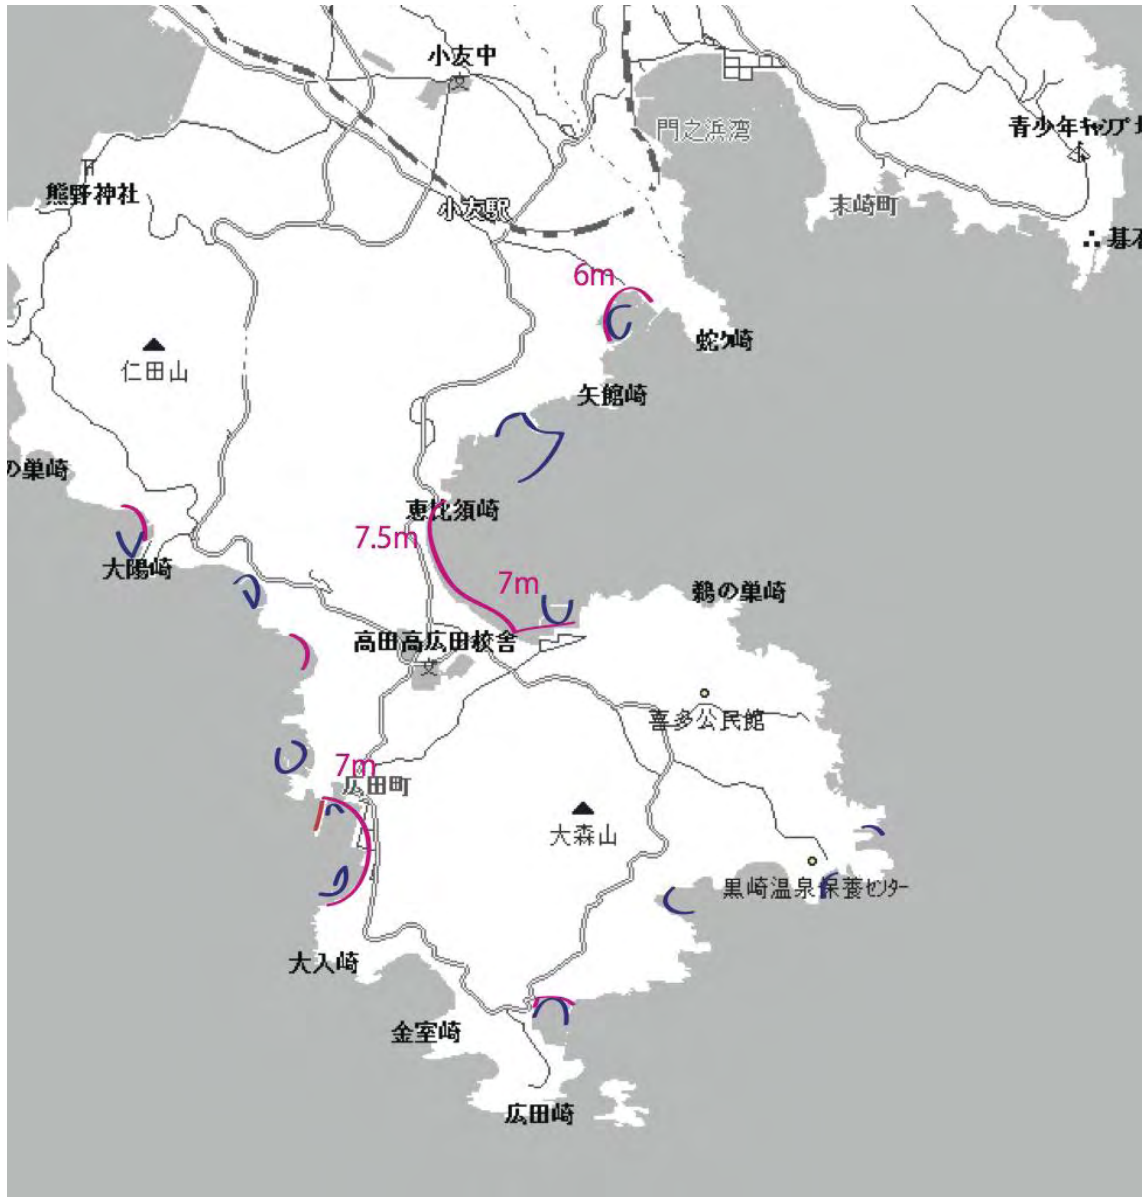 小友中
門之浜湾
青少年ｷｬﾝﾌﾟ
熊野神社
小友駅
末崎町
碁石
6m
蛇ケ崎
仁田山
矢館崎
の巣崎
恵比須崎
7.5m
大陽崎
7m
鵜の巣崎
高田高広田校舎
文
喜多公民館
7m
広田町
大森山
黒崎温泉保養ｾﾝﾀｰ
大入崎
金室崎
広田崎